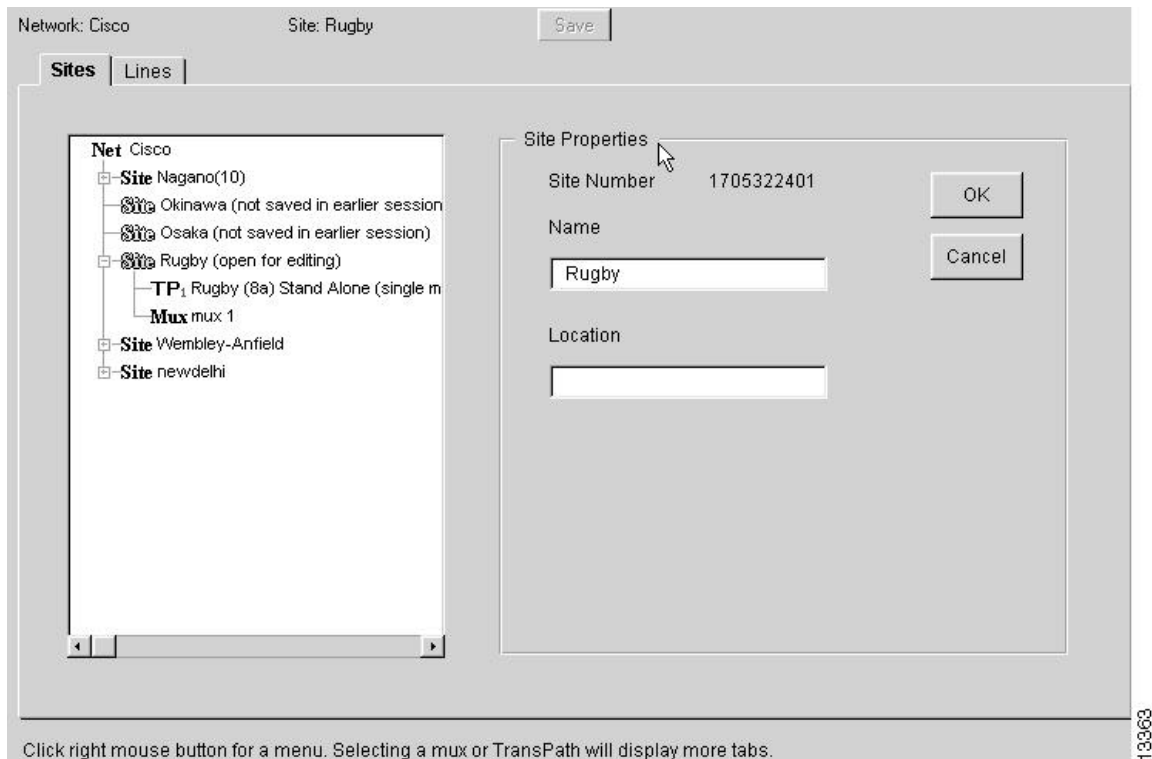 Network: Cisco Site: Rugby Save
Sites Lines
Net Cisco
Site Nagano(10)
Site Okinawa (not saved in earlier session
Site Osaka (not saved in earlier session)
Site Rugby (open for editing)
TP1 Rugby (8a) Stand Alone (single m
Mux mux 1
Site Wembley-Anfield
Site newdelhi
Site Properties
Site Number 1705322401
OK
Name
Cancel
Rugby
Location
Click right mouse button for a menu. Selecting a mux or TransPath will display more tabs.
13363